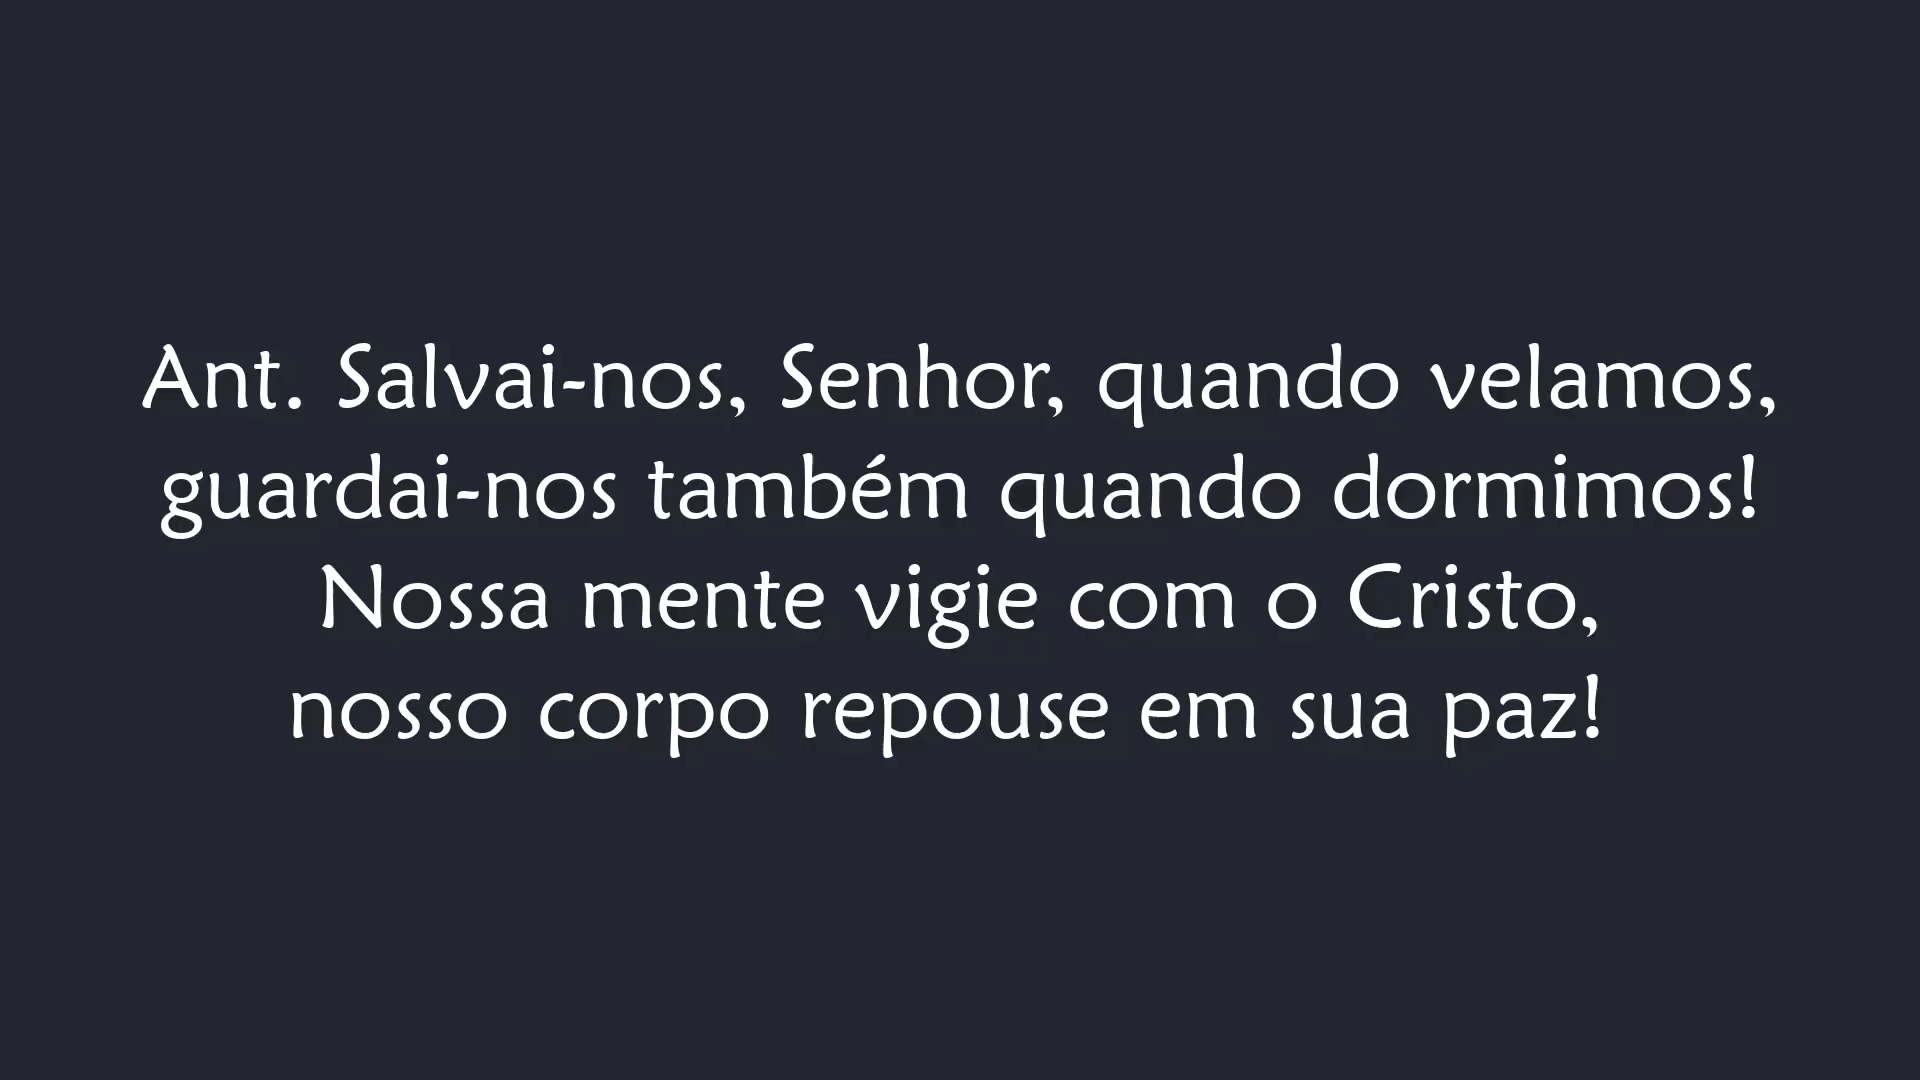 Ant. Salvai-nos, Senhor, quando velamos,
guardai-nos também quando dormimos!
Nossa mente vigie com o Cristo,
nosso corpo repouse em sua paz!